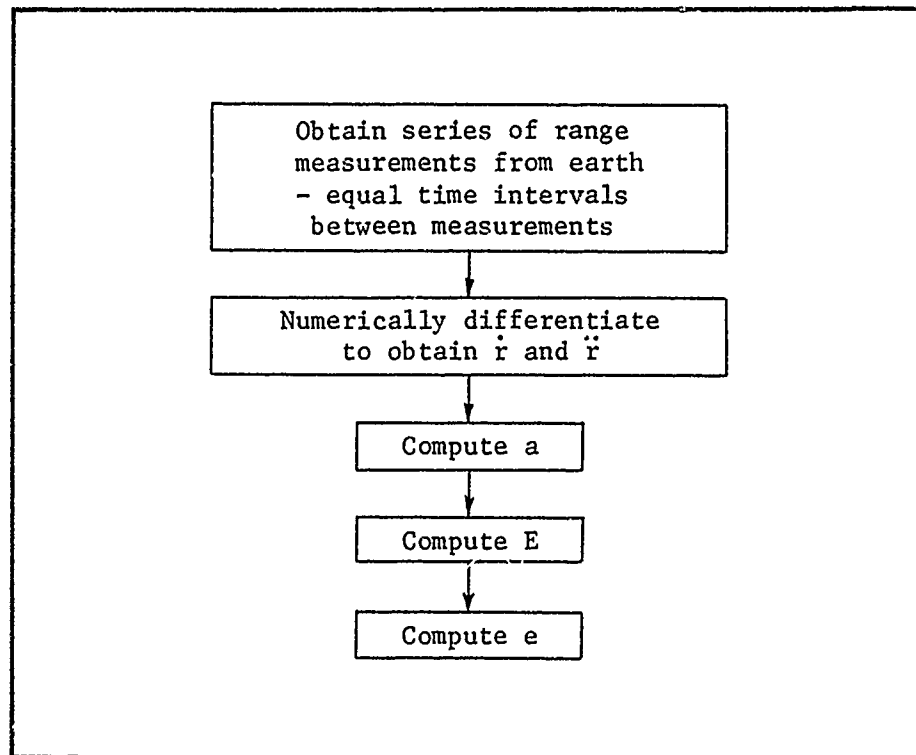 Obtain series of range
measurements from earth
- equal time intervals
between measurements
Numerically differentiate
to obtain ṙ and r̈
Compute a
Compute E
Compute e